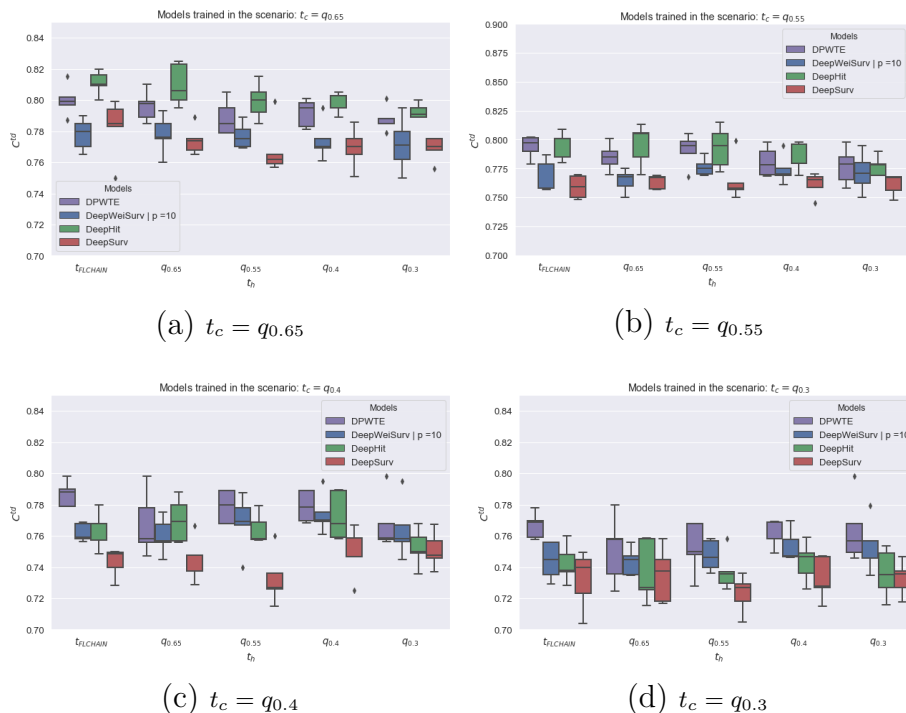 Models trained in the scenario: t_c = q_0.65
0.84
0.82
0.80
0.78
0.76
0.74
0.72
0.70
C^td
Models
DPWTE
DeepWeiSurv | p =10
DeepHit
DeepSurv
t_FLCHAIN q_0.65 q_0.55 q_0.4 q_0.3
t_h
(a) t_c = q_0.65
Models trained in the scenario: t_c = q_0.55
0.900
0.875
0.850
0.825
0.800
0.775
0.750
0.725
0.700
C^td
Models
DPWTE
DeepWeiSurv | p =10
DeepHit
DeepSurv
t_FLCHAIN q_0.65 q_0.55 q_0.4 q_0.3
t_h
(b) t_c = q_0.55
Models trained in the scenario: t_c = q_0.4
0.84
0.82
0.80
0.78
0.76
0.74
0.72
0.70
C^td
Models
DPWTE
DeepWeiSurv | p =10
DeepHit
DeepSurv
t_FLCHAIN q_0.65 q_0.55 q_0.4 q_0.3
t_h
(c) t_c = q_0.4
Models trained in the scenario: t_c = q_0.3
0.84
0.82
0.80
0.78
0.76
0.74
0.72
0.70
C^td
Models
DPWTE
DeepWeiSurv | p =10
DeepHit
DeepSurv
t_FLCHAIN q_0.65 q_0.55 q_0.4 q_0.3
t_h
(d) t_c = q_0.3